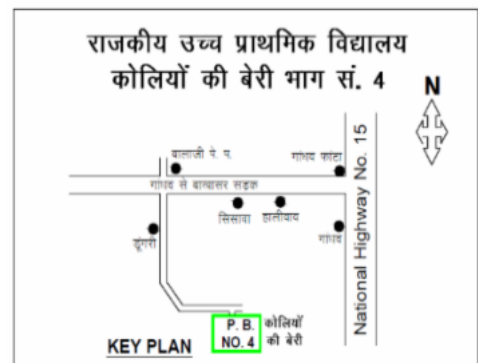 राजकीय उच्च प्राथमिक विद्यालय
कोलियों की बेरी भाग सं. 4
N
बालाजी पे. प.
गांधव फांटा
गांधव से बाखासर सड़क
सिसावा
हालीवाव
डूंगरी
गांधव
National Highway No. 15
P. B. कोलियों
NO. 4 की बेरी
KEY PLAN